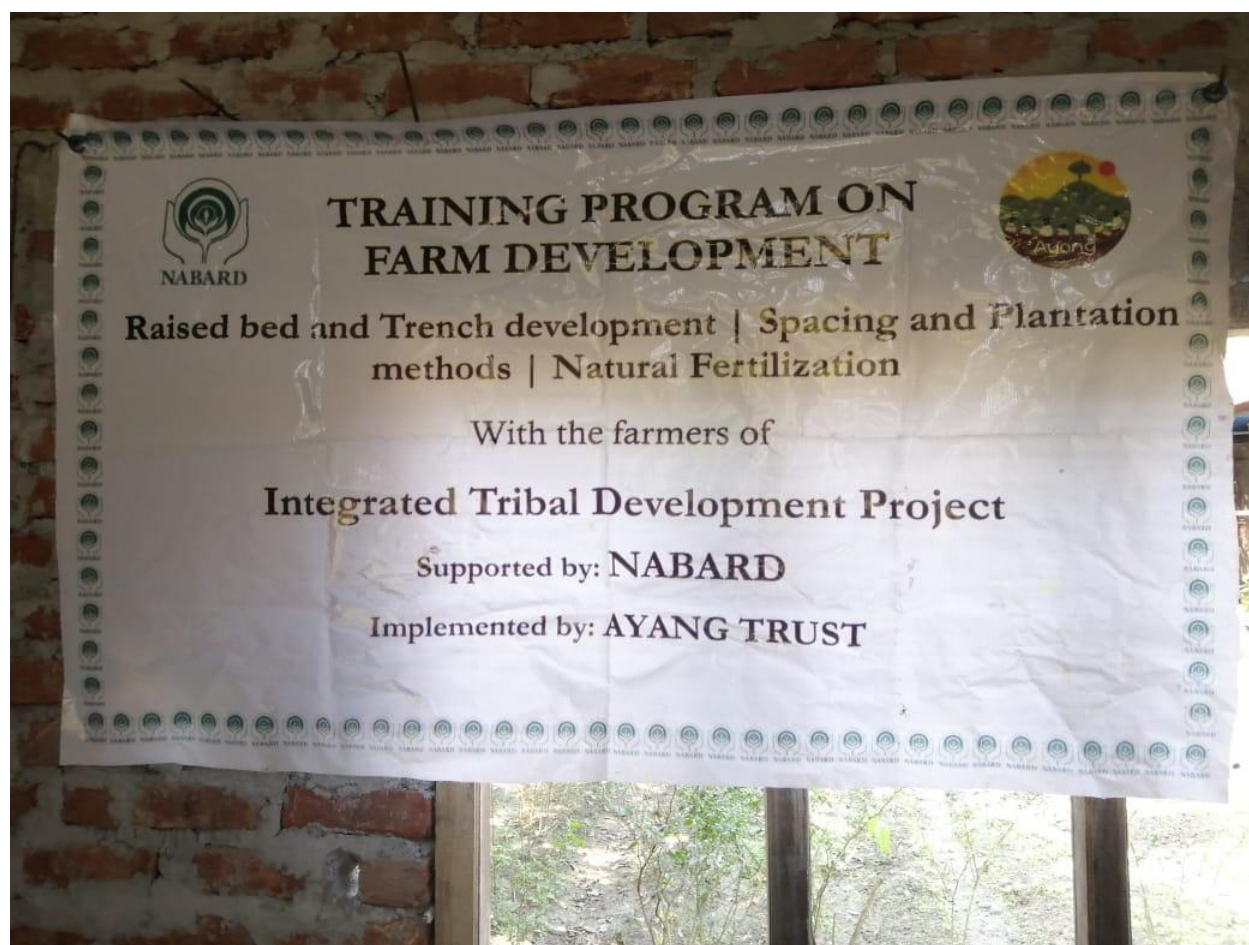 NABARD
TRAINING PROGRAM ON
FARM DEVELOPMENT
Ayang
Raised bed and Trench development | Spacing and Plantation
methods | Natural Fertilization
With the farmers of
Integrated Tribal Development Project
Supported by: NABARD
Implemented by: AYANG TRUST